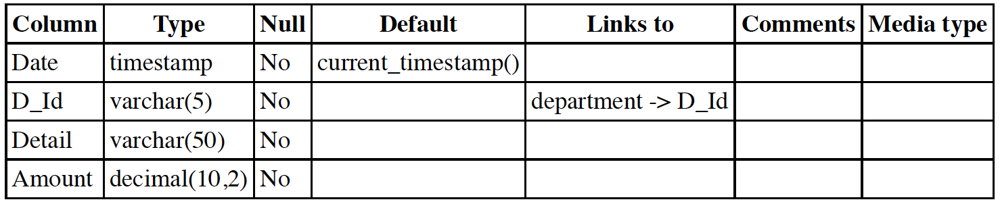 Column Type Null Default Links to Comments Media type
Date timestamp No current_timestamp()
D_Id varchar(5) No department -> D_Id
Detail varchar(50) No
Amount decimal(10,2) No